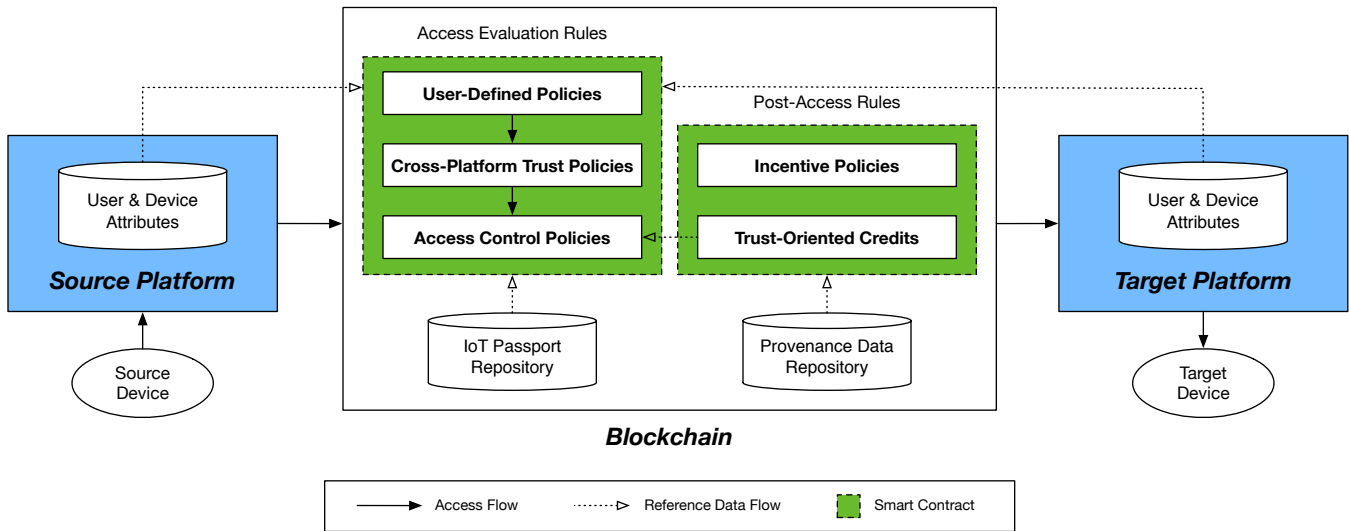 Access Evaluation Rules
User-Defined Policies
Cross-Platform Trust Policies
Access Control Policies
Post-Access Rules
Incentive Policies
Trust-Oriented Credits
User & Device
Attributes
Source Platform
Source
Device
IoT Passport
Repository
Provenance Data
Repository
User & Device
Attributes
Target Platform
Target
Device
Blockchain
Access Flow
Reference Data Flow
Smart Contract